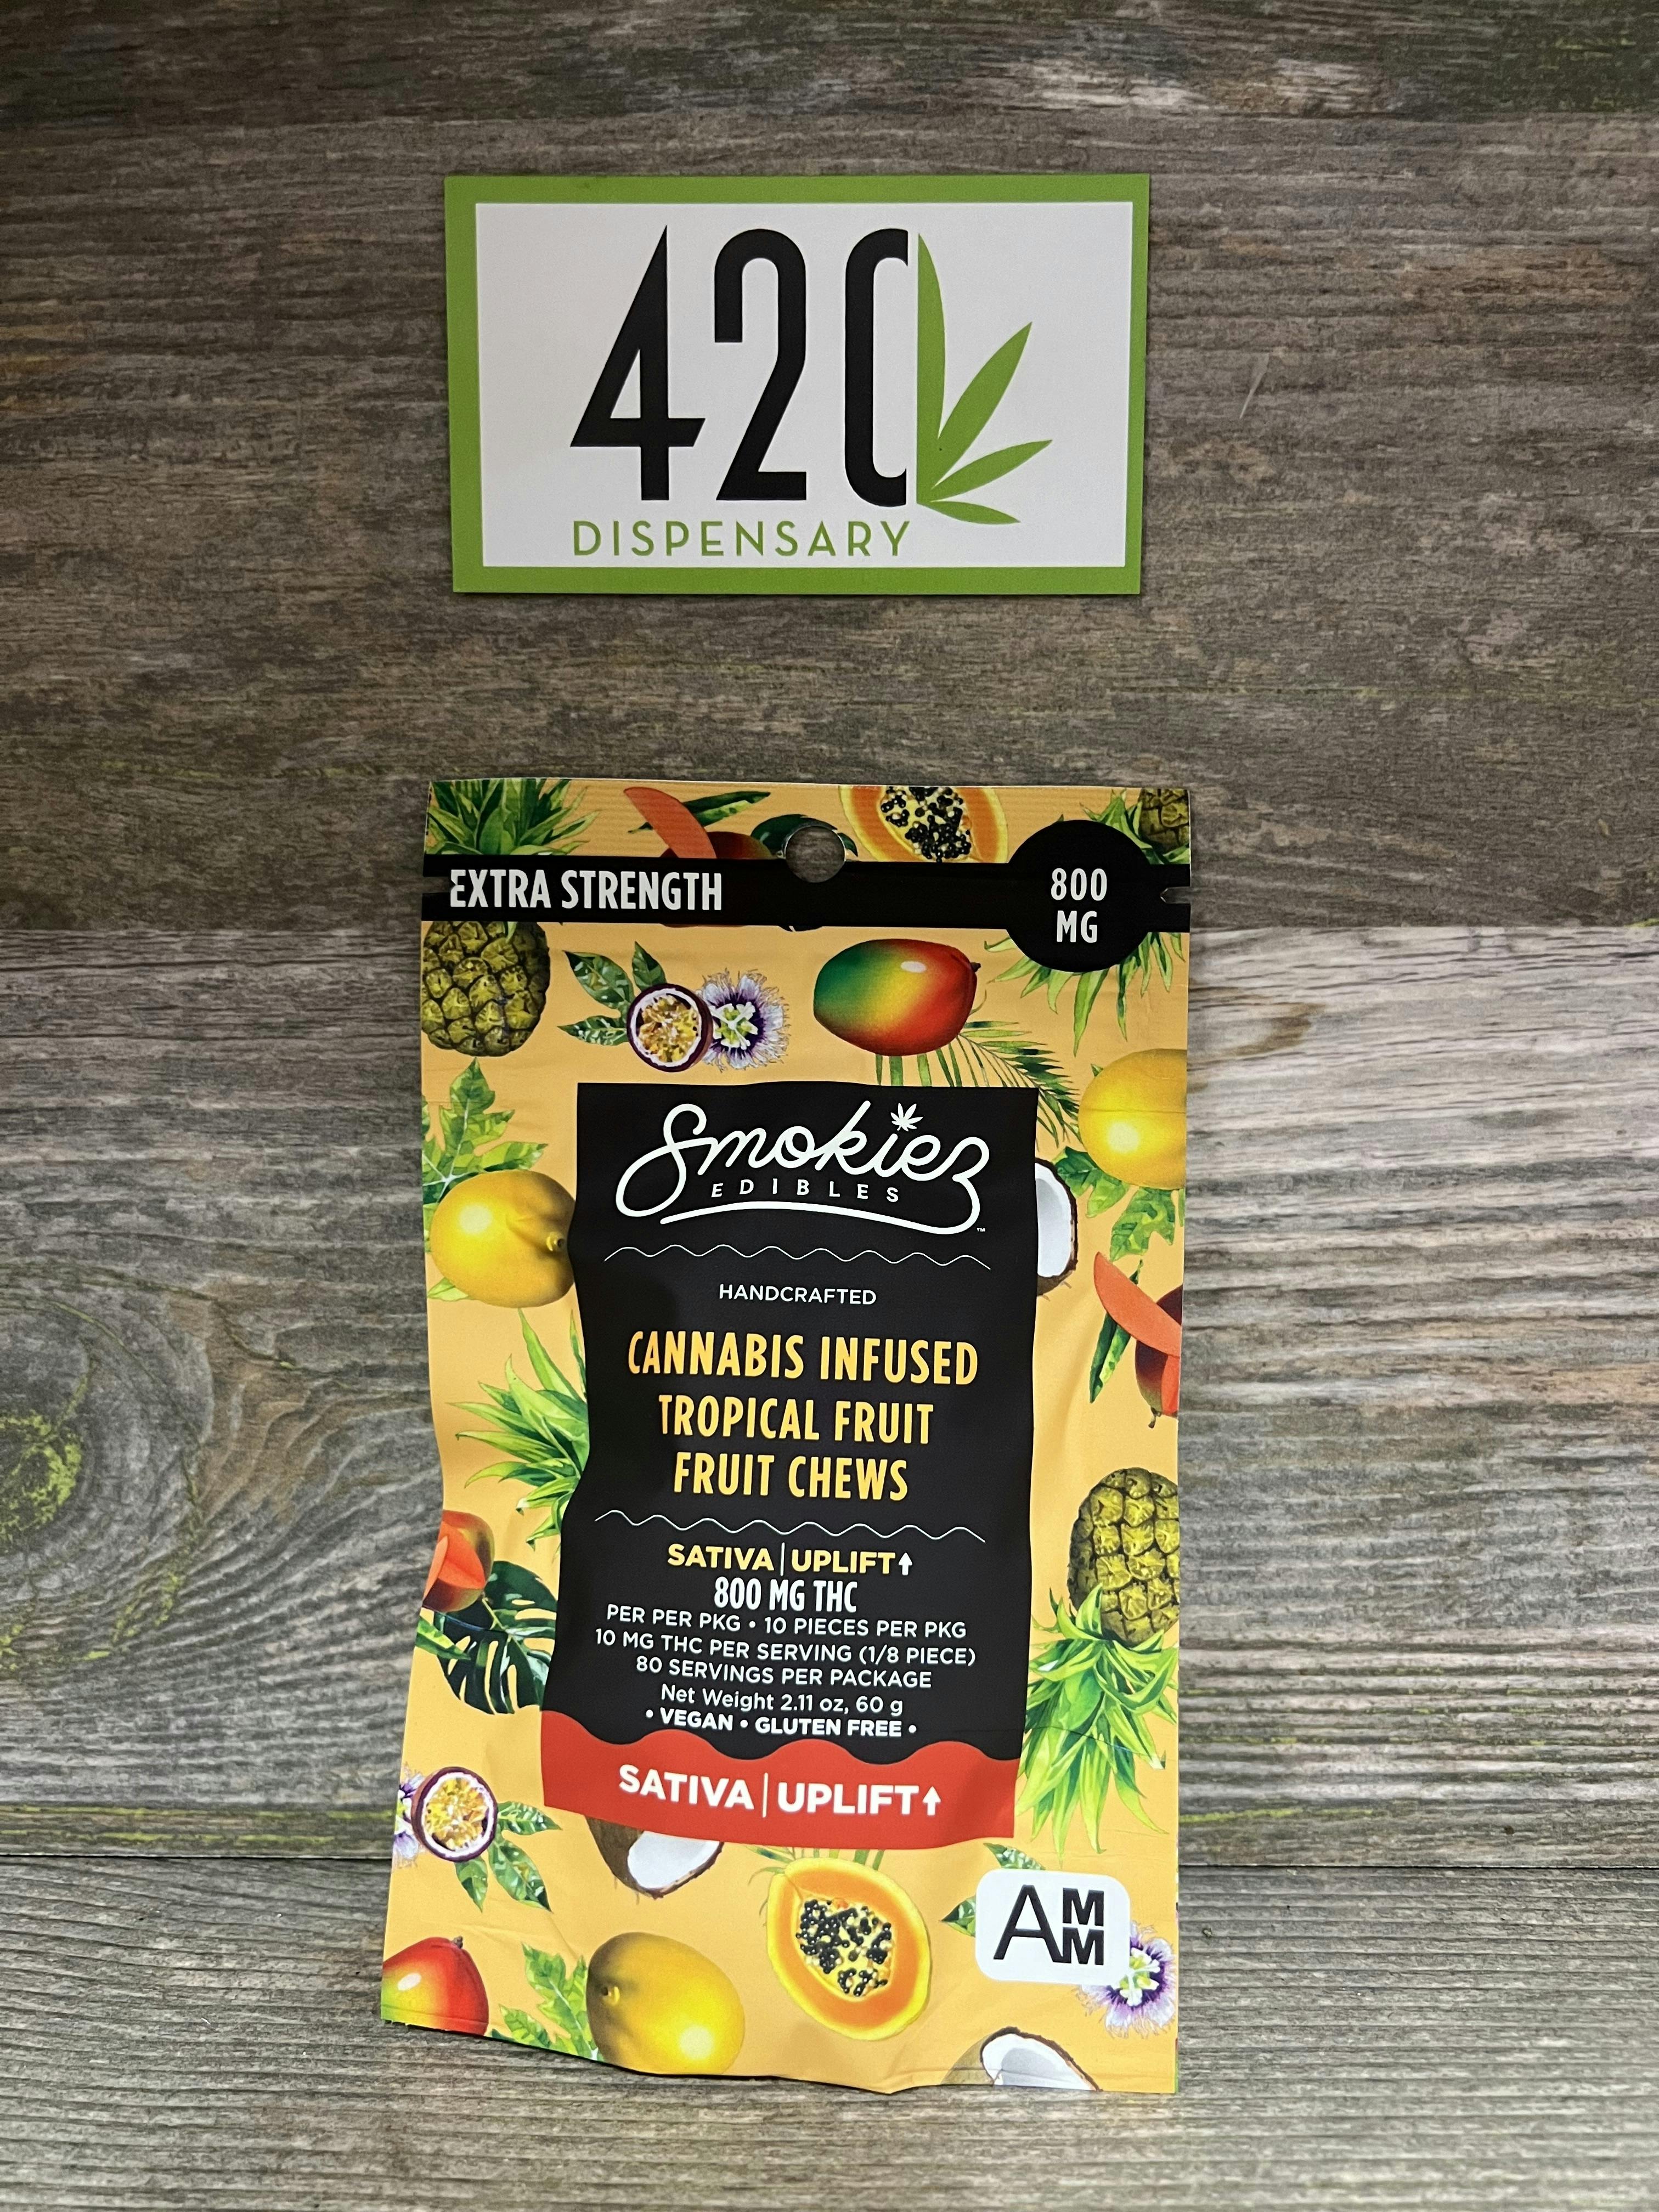 420
DISPENSARY
EXTRA STRENGTH
800
MG
Smokiez
EDIBLES
™
HANDCRAFTED
CANNABIS INFUSED
TROPICAL FRUIT
FRUIT CHEWS
SATIVA | UPLIFT↑
800 MG THC
PER PER PKG • 10 PIECES PER PKG
10 MG THC PER SERVING (1/8 PIECE)
80 SERVINGS PER PACKAGE
Net Weight 2.11 oz, 60 g
• VEGAN • GLUTEN FREE •
SATIVA | UPLIFT↑
AMM